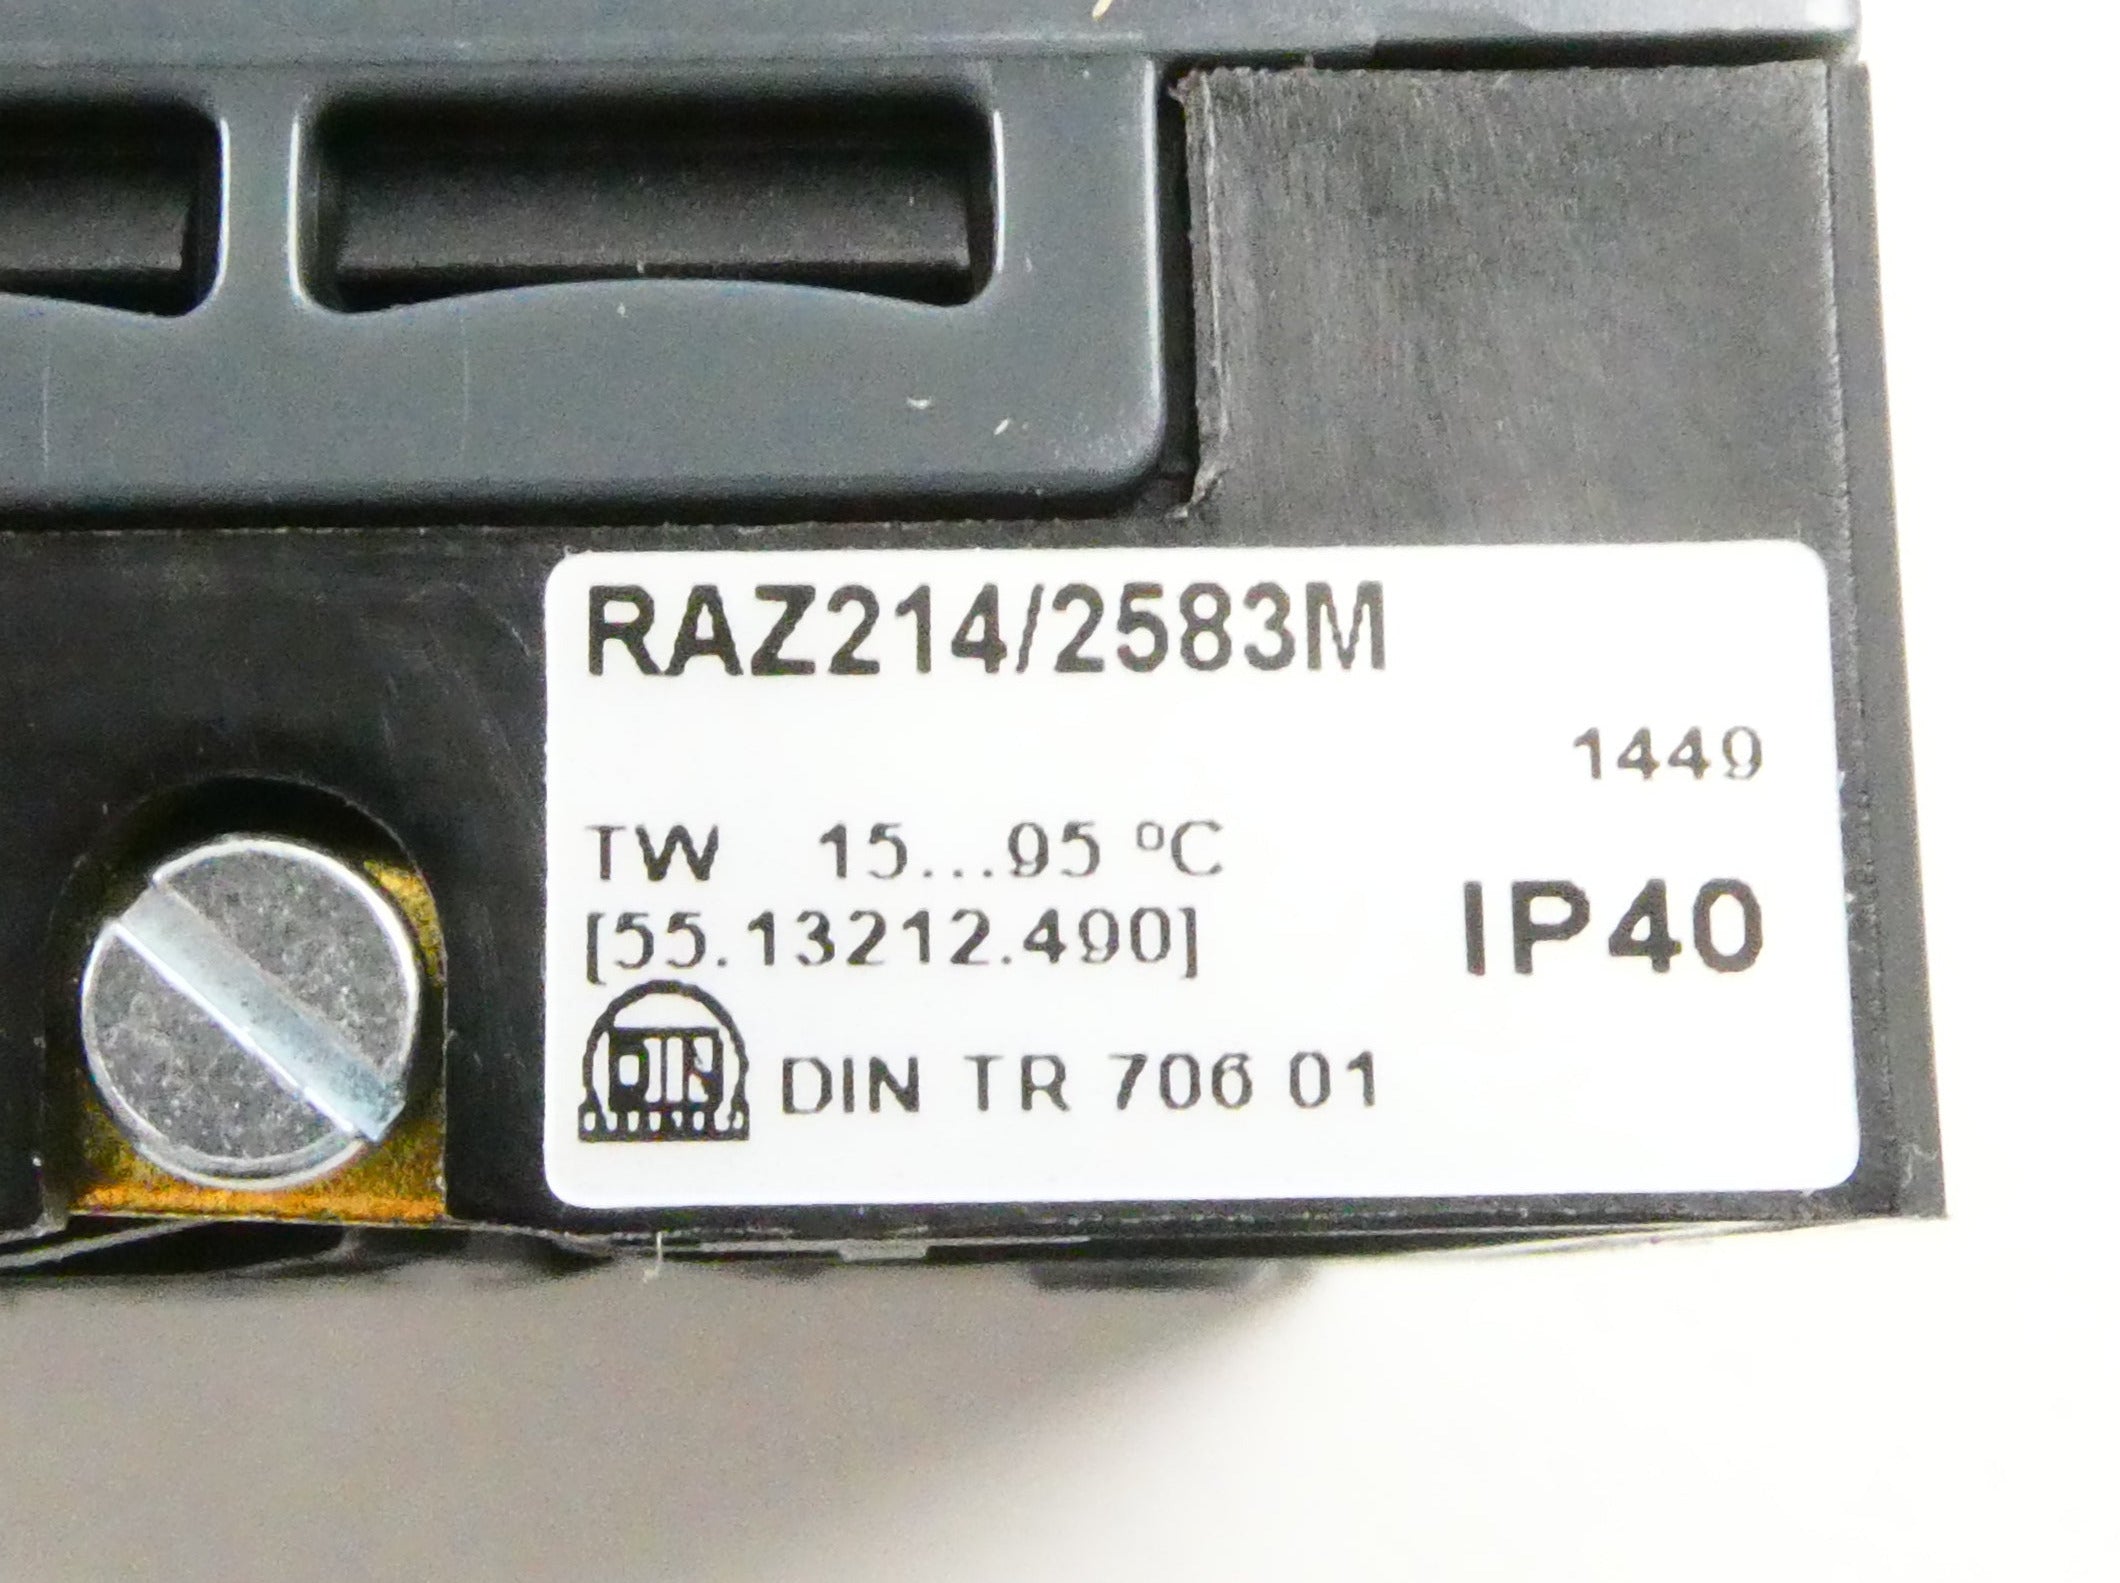 RAZ214/2583M
1449
TW 15...95 °C
[55.13212.490]
IP40
DIN DIN TR 706 01